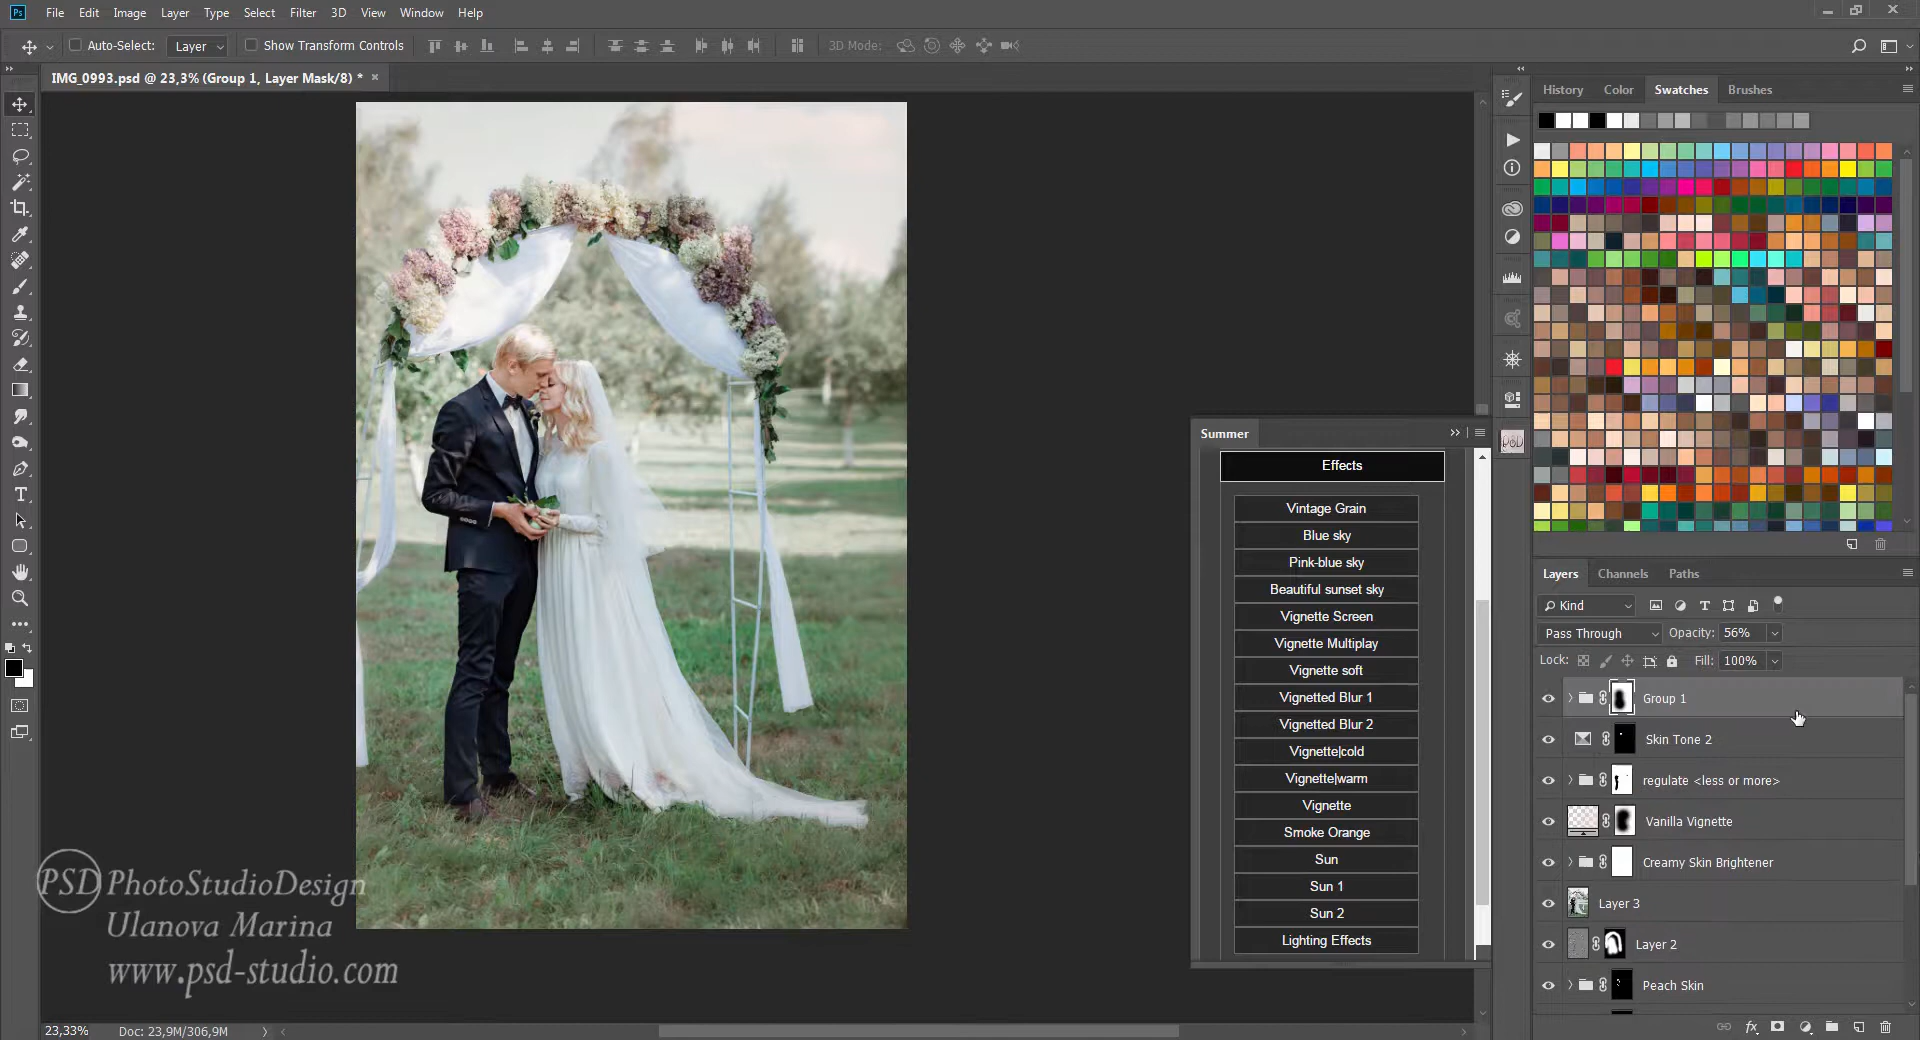 Ps File Edit Image Layer Type Select Filter 3D View Window Help
Auto-Select: Layer Show Transform Controls 3D Mode:
IMG_0993.psd @ 23,3% (Group 1, Layer Mask/8) * ×
History Color Swatches Brushes
Summer
Effects
Vintage Grain
Blue sky
Pink-blue sky
Beautiful sunset sky
Vignette Screen
Vignette Multiplay
Vignette soft
Vignetted Blur 1
Vignetted Blur 2
Vignette|cold
Vignette|warm
Vignette
Smoke Orange
Sun
Sun 1
Sun 2
Lighting Effects
Layers Channels Paths
Kind
Pass Through Opacity: 56%
Lock: Fill: 100%
Group 1
Skin Tone 2
regulate <less or more>
Vanilla Vignette
Creamy Skin Brightener
Layer 3
Layer 2
Peach Skin
PSD PhotoStudioDesign
Ulanova Marina
www.psd-studio.com
23,33% Doc: 23,9M/306,9M